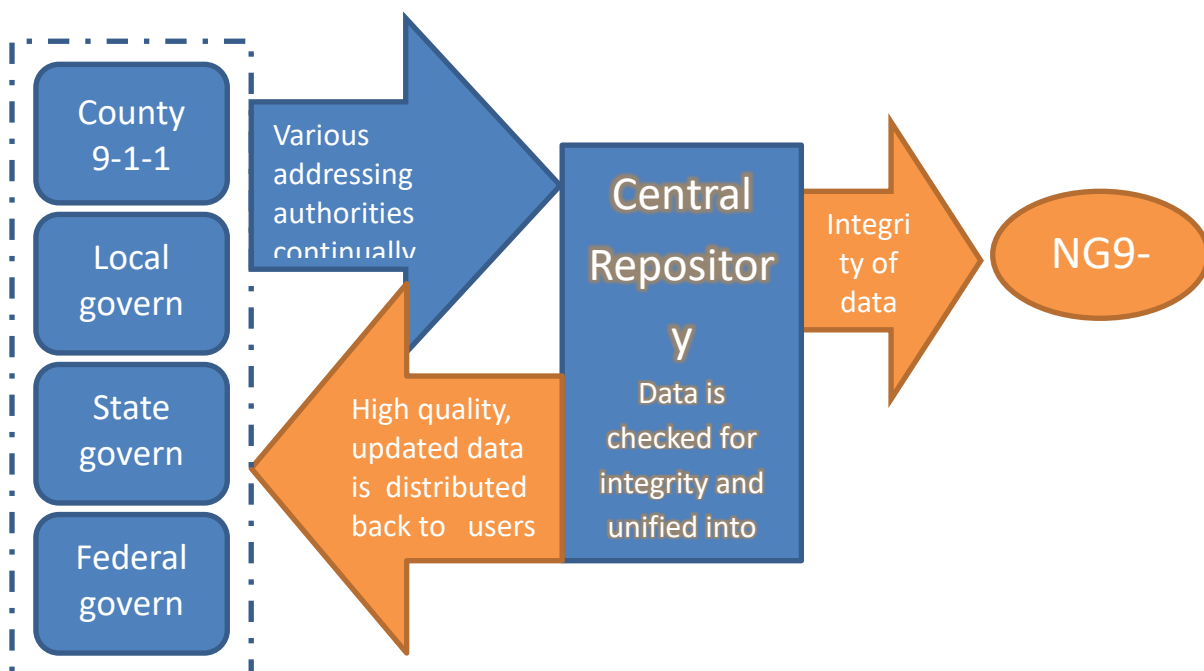 County
9-1-1
Local
govern
State
govern
Federal
govern
Various
addressing
authorities
continually
High quality,
updated data
is distributed
back to users
Central
Repositor
y
Data is
checked for
integrity and
unified into
Integri
ty of
data
NG9-